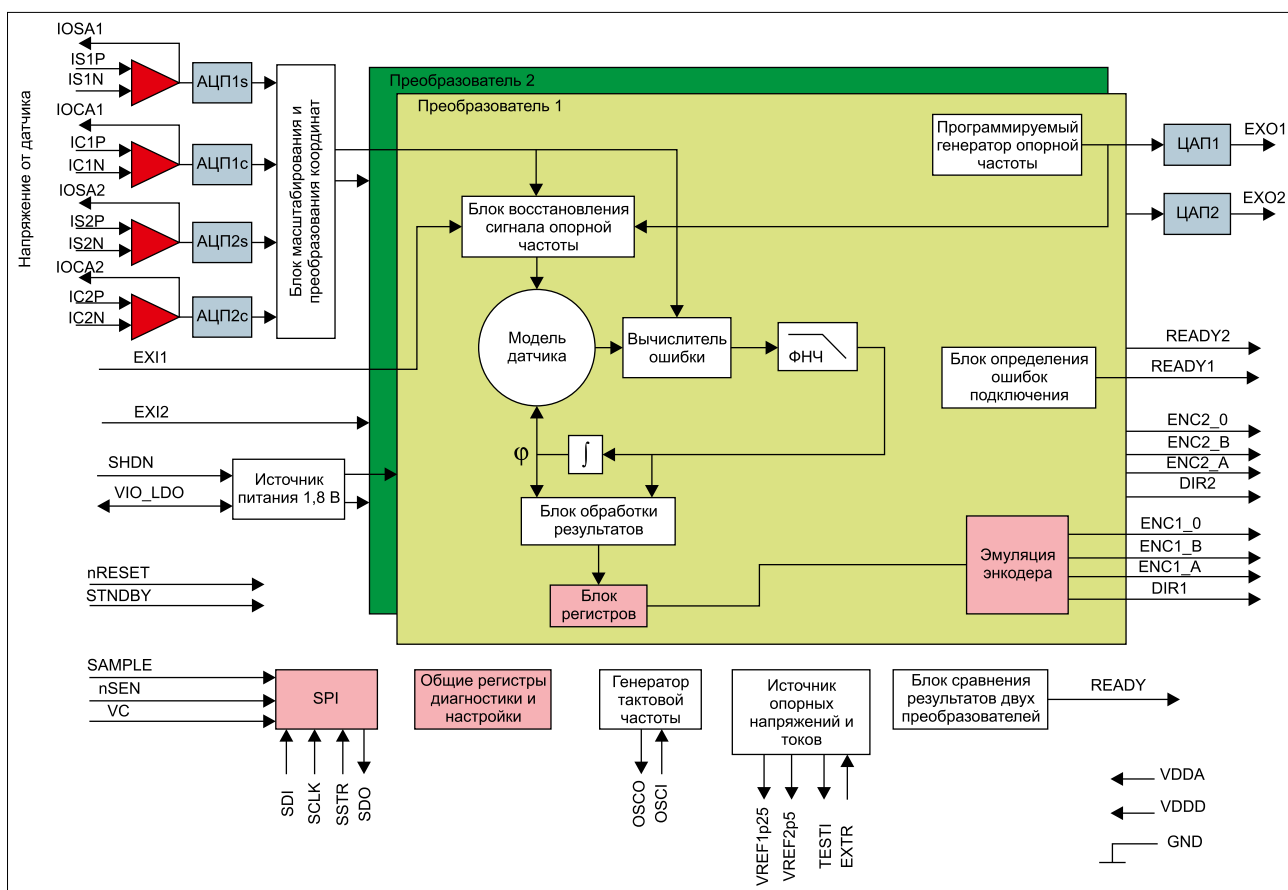 Напряжение от датчика
IOSA1
IS1P
IS1N
АЦП1s
IOCA1
IC1P
IC1N
АЦП1c
IOSA2
IS2P
IS2N
АЦП2s
IOCA2
IC2P
IC2N
АЦП2c
Блок масштабирования и
преобразования координат
EXI1
EXI2
SHDN
VIO_LDO
Источник
питания 1,8 В
nRESET
STNDBY
Преобразователь 2
Преобразователь 1
Программируемый
генератор опорной
частоты
ЦАП1
EXO1
ЦАП2
EXO2
Блок восстановления
сигнала опорной
частоты
Модель
датчика
Вычислитель
ошибки
ФНЧ
φ
∫
Блок обработки
результатов
Блок
регистров
Блок определения
ошибок
подключения
READY2
READY1
ENC2_0
ENC2_B
ENC2_A
DIR2
Эмуляция
энкодера
ENC1_0
ENC1_B
ENC1_A
DIR1
SAMPLE
nSEN
VC
SPI
SDI
SCLK
SSTR
SDO
Общие регистры
диагностики и
настройки
Генератор
тактовой
частоты
OSCO
OSCI
Источник
опорных
напряжений и
токов
VREF1p25
VREF2p5
TESTI
EXTR
Блок сравнения
результатов двух
преобразователей
READY
VDDA
VDDD
GND